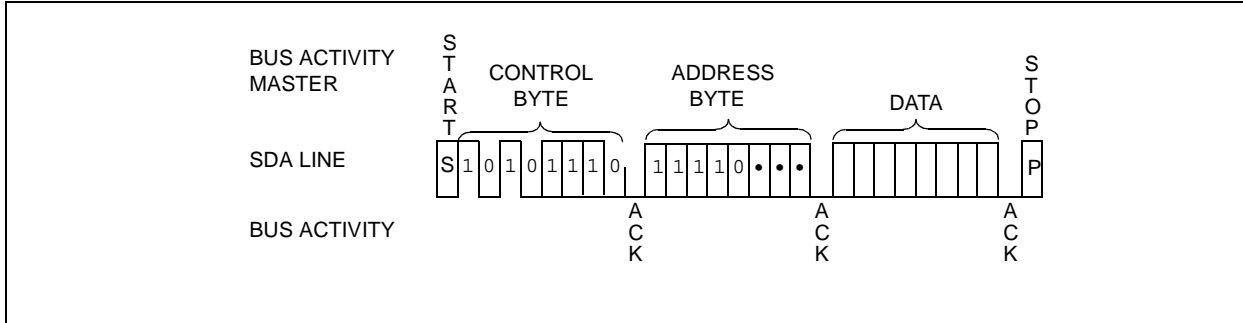 BUS ACTIVITY
MASTER
START
CONTROL
BYTE
ADDRESS
BYTE
DATA
STOP
SDA LINE
S 1 0 1 0 1 1 1 0
1 1 1 1 0 • • •
P
BUS ACTIVITY
ACK
ACK
ACK